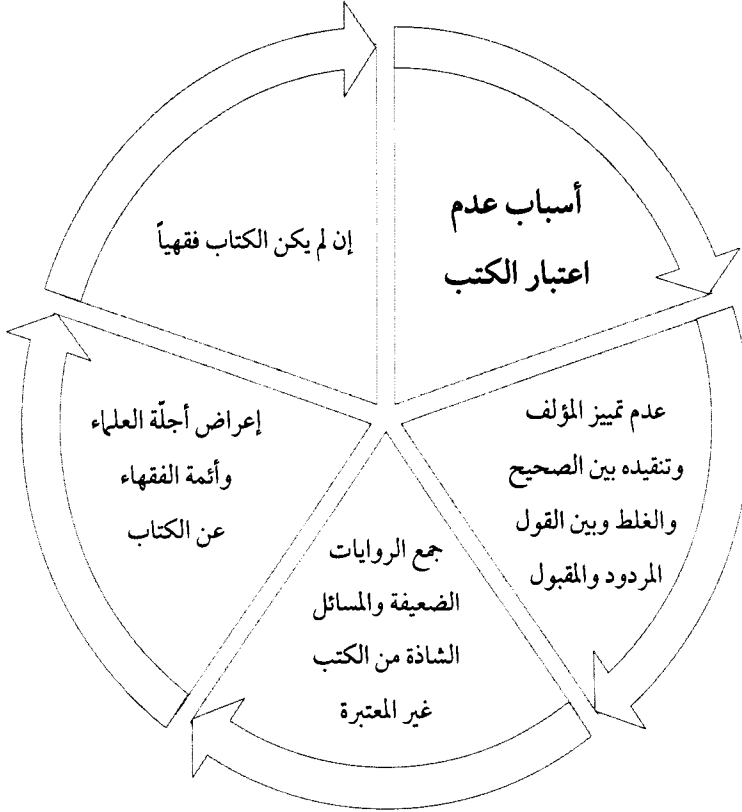 أسباب عدم
اعتبار الكتب
عدم تمييز المؤلف
وتنقيده بين الصحيح
والغلط وبين القول
المردود والمقبول
جمع الروايات
الضعيفة والمسائل
الشاذة من الكتب
غير المعتبرة
إعراض أجلّة العلماء
وأئمة الفقهاء
عن الكتاب
إن لم يكن الكتاب فقهياً